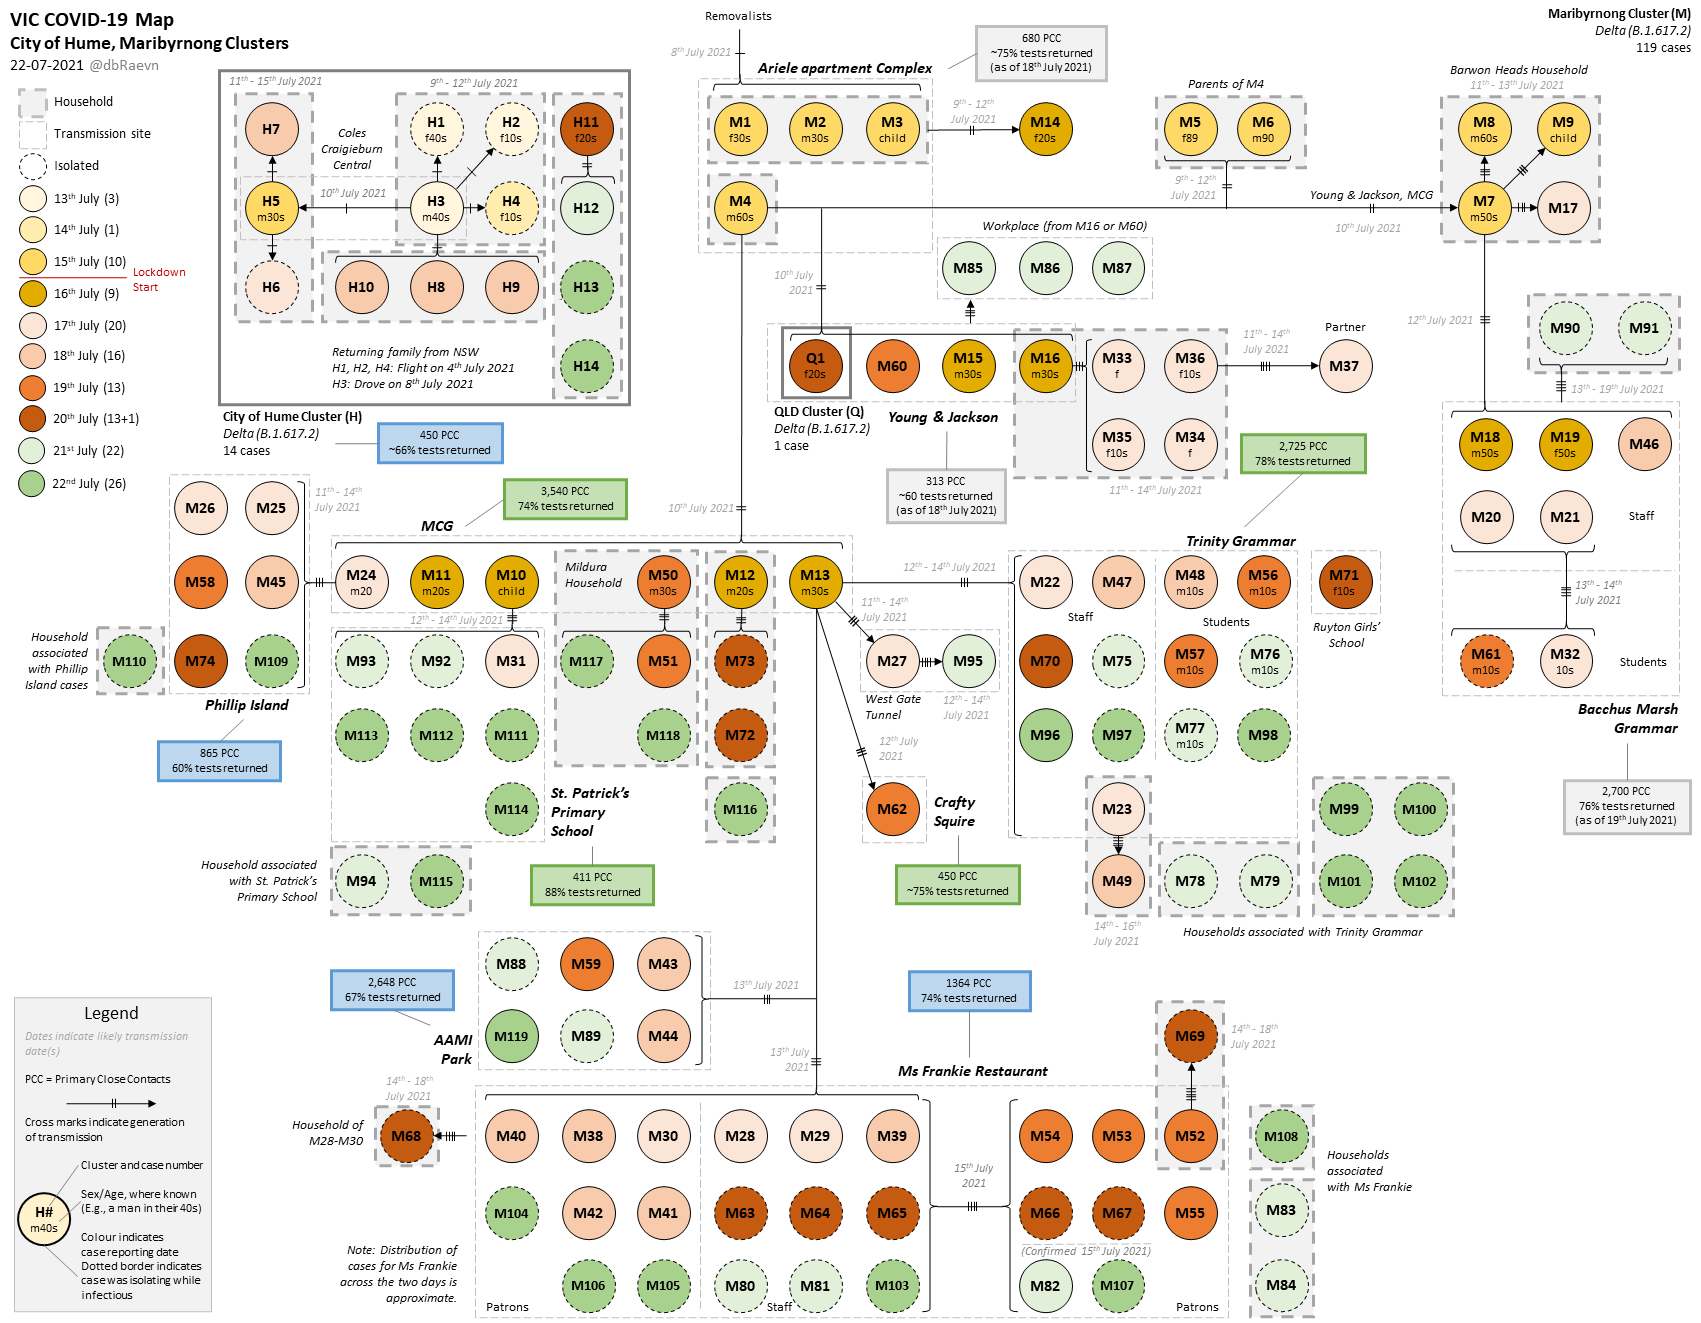 VIC COVID-19 Map
City of Hume, Maribyrnong Clusters
22-07-2021 @dbRaevn
Household
Transmission site
Isolated
13th July (3)
14th July (1)
15th July (10)
Lockdown
Start
16th July (9)
17th July (20)
18th July (16)
19th July (13)
20th July (13+1)
21st July (22)
22nd July (26)
11th - 15th July 2021
9th - 12th July 2021
H7
Coles
Craigieburn
Central
H1
f40s
H2
f10s
H11
f20s
H5
m30s
10th July 2021
H3
m40s
H4
f10s
H12
H6
H10
H8
H9
H13
Returning family from NSW
H1, H2, H4: Flight on 4th July 2021
H3: Drove on 8th July 2021
H14
City of Hume Cluster (H)
Delta (B.1.617.2)
14 cases
450 PCC
~66% tests returned
Removalists
8th July 2021
680 PCC
~75% tests returned
(as of 18th July 2021)
Ariele apartment Complex
M1
f30s
M2
m30s
M3
child
9th - 12th
July 2021
M14
f20s
M4
m60s
Parents of M4
M5
f89
M6
m90
9th - 12th
July 2021
Maribyrnong Cluster (M)
Delta (B.1.617.2)
119 cases
Barwon Heads Household
11th - 13th July 2021
M8
m60s
M9
child
Young & Jackson, MCG
10th July 2021
M7
m50s
M17
Workplace (from M16 or M60)
M85
M86
M87
10th July
2021
Q1
f20s
M60
M15
m30s
M16
m30s
M33
f
M36
f10s
M35
f10s
M34
f
11th - 14th July 2021
11th - 14th
July 2021
Partner
M37
QLD Cluster (Q)
Delta (B.1.617.2)
1 case
Young & Jackson
313 PCC
~60 tests returned
(as of 18th July 2021)
2,725 PCC
78% tests returned
12th July 2021
M90
M91
13th - 19th July 2021
M18
m50s
M19
f50s
M46
M20
M21
Staff
13th - 14th
July 2021
M61
m10s
M32
10s
Students
Bacchus Marsh
Grammar
2,700 PCC
76% tests returned
(as of 19th July 2021)
M26
M25
11th - 14th
July 2021
M58
M45
M74
M109
Household
associated
with Phillip
Island cases
M110
Phillip Island
865 PCC
60% tests returned
3,540 PCC
74% tests returned
MCG
10th July 2021
M24
m20
M11
m20s
M10
child
Mildura
Household
M50
m30s
M12
m20s
M13
m30s
12th - 14th July 2021
M93
M92
M31
M117
M51
M73
M113
M112
M111
M118
M72
M114
St. Patrick's
Primary
School
M116
411 PCC
88% tests returned
Household associated
with St. Patrick's
Primary School
M94
M115
12th - 14th July 2021
11th - 14th
July 2021
M27
M95
West Gate
Tunnel
12th - 14th
July 2021
12th July
2021
M62
Crafty
Squire
450 PCC
~75% tests returned
Trinity Grammar
M22
M47
M48
m10s
M56
m10s
Staff
Students
M70
M75
M57
m10s
M76
m10s
M96
M97
M77
m10s
M98
M23
M49
14th - 16th
July 2021
M71
f10s
Ruyton Girls'
School
M78
M79
M99
M100
M101
M102
Households associated with Trinity Grammar
M88
M59
M43
M119
M89
M44
13th July 2021
2,648 PCC
67% tests returned
AAMI
Park
13th July
2021
1364 PCC
74% tests returned
Ms Frankie Restaurant
14th - 18th
July 2021
Household of
M28-M30
M68
M40
M38
M30
M28
M29
M39
M104
M42
M41
M63
M64
M65
M106
M105
M80
M81
M103
Patrons
Staff
Note: Distribution of
cases for Ms Frankie
across the two days is
approximate.
15th July
2021
M69
14th - 18th
July 2021
M54
M53
M52
M66
M67
M55
(Confirmed 15th July 2021)
M82
M107
Patrons
M108
M83
M84
Households
associated
with Ms Frankie
Legend
Dates indicate likely transmission
date(s)
PCC = Primary Close Contacts
Cross marks indicate generation
of transmission
Cluster and case number
Sex/Age, where known
(E.g., a man in their 40s)
H#
m40s
Colour indicates
case reporting date
Dotted border indicates
case was isolating while
infectious